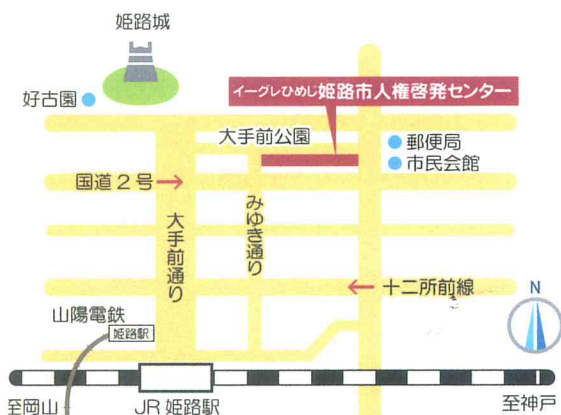 姫路城
好古園
イーグレひめじ姫路市人権啓発センター
大手前公園
郵便局
市民会館
国道2号
大手前通り
みゆき通り
十二所前線
N
山陽電鉄
姫路駅
至岡山
JR姫路駅
至神戸